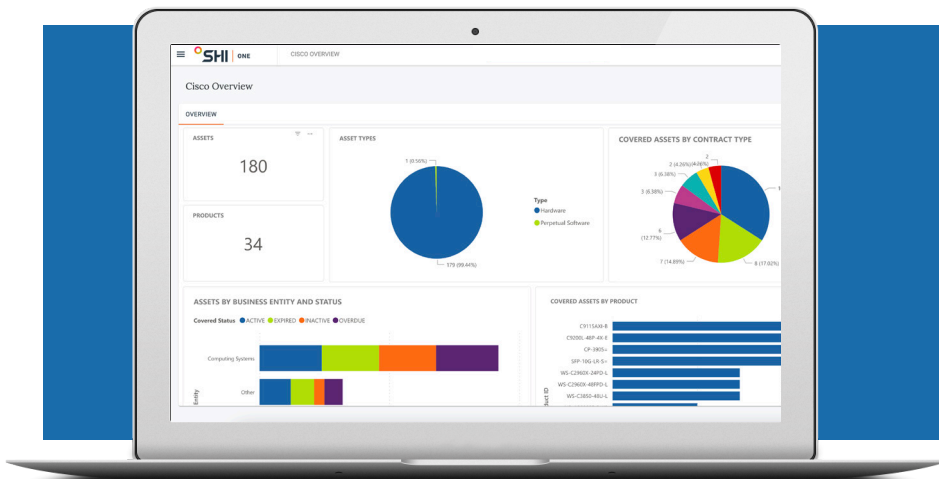 SHI ONE CISCO OVERVIEW
Cisco Overview
OVERVIEW
ASSETS
180
PRODUCTS
34
ASSET TYPES
1 (0.56%)
179 (99.44%)
Type
Hardware
Perpetual Software
COVERED ASSETS BY CONTRACT TYPE
2
2 (4.26%)
3 (6.38%)
3 (6.38%)
6
(12.77%)
7 (14.89%)
8 (17.02%)
ASSETS BY BUSINESS ENTITY AND STATUS
Covered Status ACTIVE EXPIRED INACTIVE OVERDUE
Computing Systems
Other
Entity
COVERED ASSETS BY PRODUCT
C9115AXI-B
C9200L-48P-4X-E
CP-3905=
SFP-10G-LR-S=
WS-C2960X-24PD-L
WS-C2960X-48FPD-L
WS-C3850-48U-L